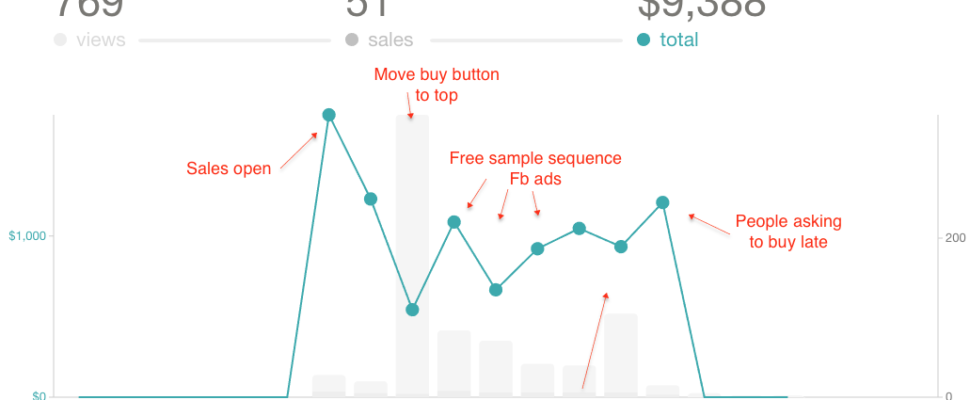 769 51 $9,388
views sales total
Move buy button
to top
Sales open
Free sample sequence
Fb ads
People asking
to buy late
$1,000
200
$0
0